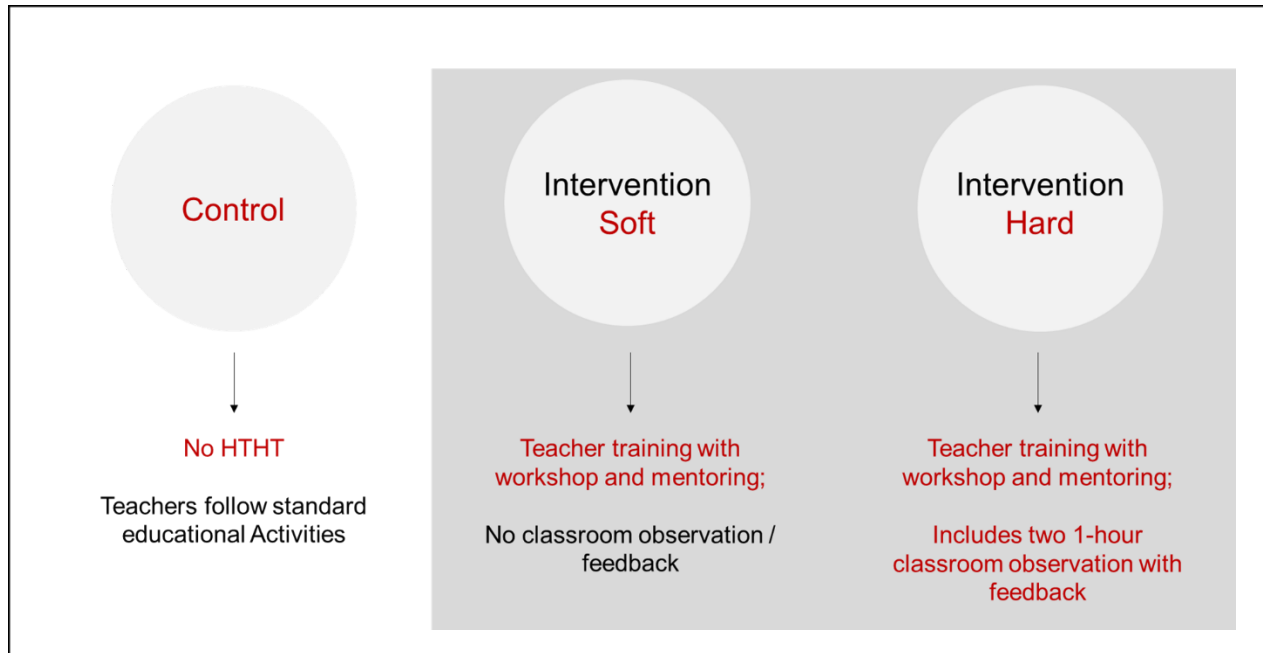 Control
No HTHT
Teachers follow standard
educational Activities
Intervention
Soft
Teacher training with
workshop and mentoring;
No classroom observation /
feedback
Intervention
Hard
Teacher training with
workshop and mentoring;
Includes two 1-hour
classroom observation with
feedback